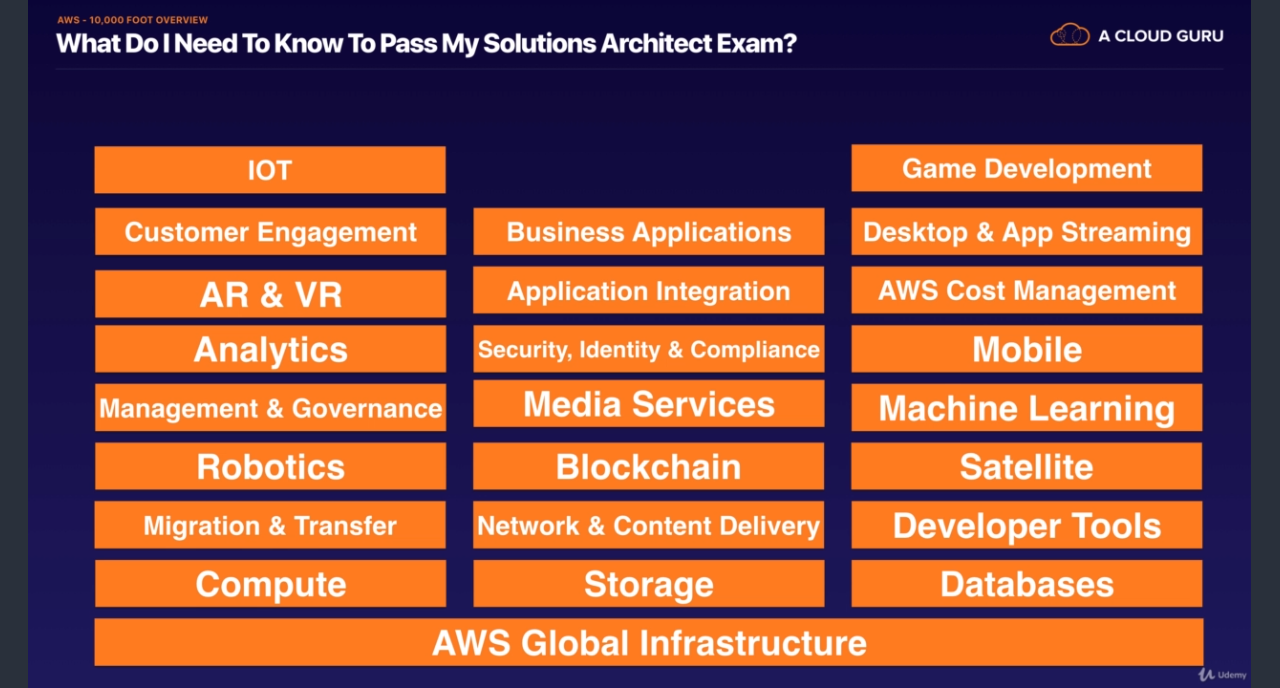 AWS - 10,000 FOOT OVERVIEW
What Do I Need To Know To Pass My Solutions Architect Exam?
A CLOUD GURU
IOT
Game Development
Customer Engagement
Business Applications
Desktop & App Streaming
AR & VR
Application Integration
AWS Cost Management
Analytics
Security, Identity & Compliance
Mobile
Management & Governance
Media Services
Machine Learning
Robotics
Blockchain
Satellite
Migration & Transfer
Network & Content Delivery
Developer Tools
Compute
Storage
Databases
AWS Global Infrastructure
Udemy